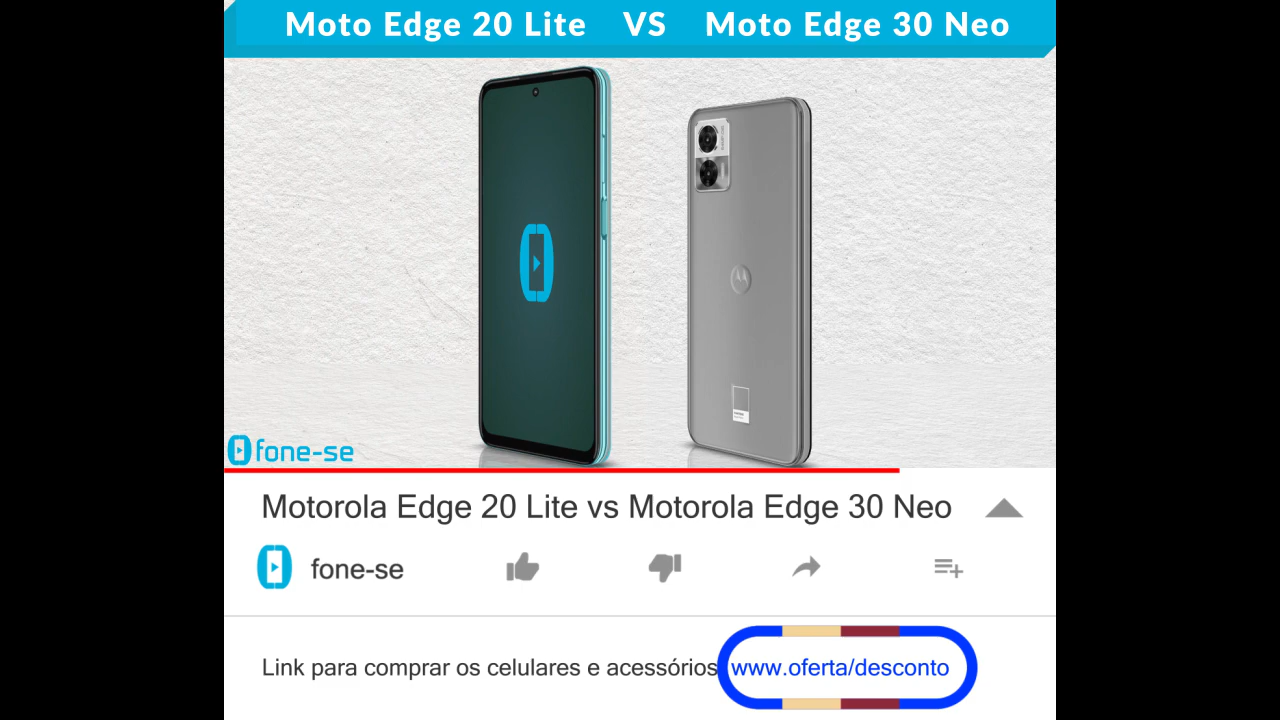 Moto Edge 20 Lite VS Moto Edge 30 Neo
fone-se
Motorola Edge 20 Lite vs Motorola Edge 30 Neo
fone-se
Link para comprar os celulares e acessórios www.oferta/desconto